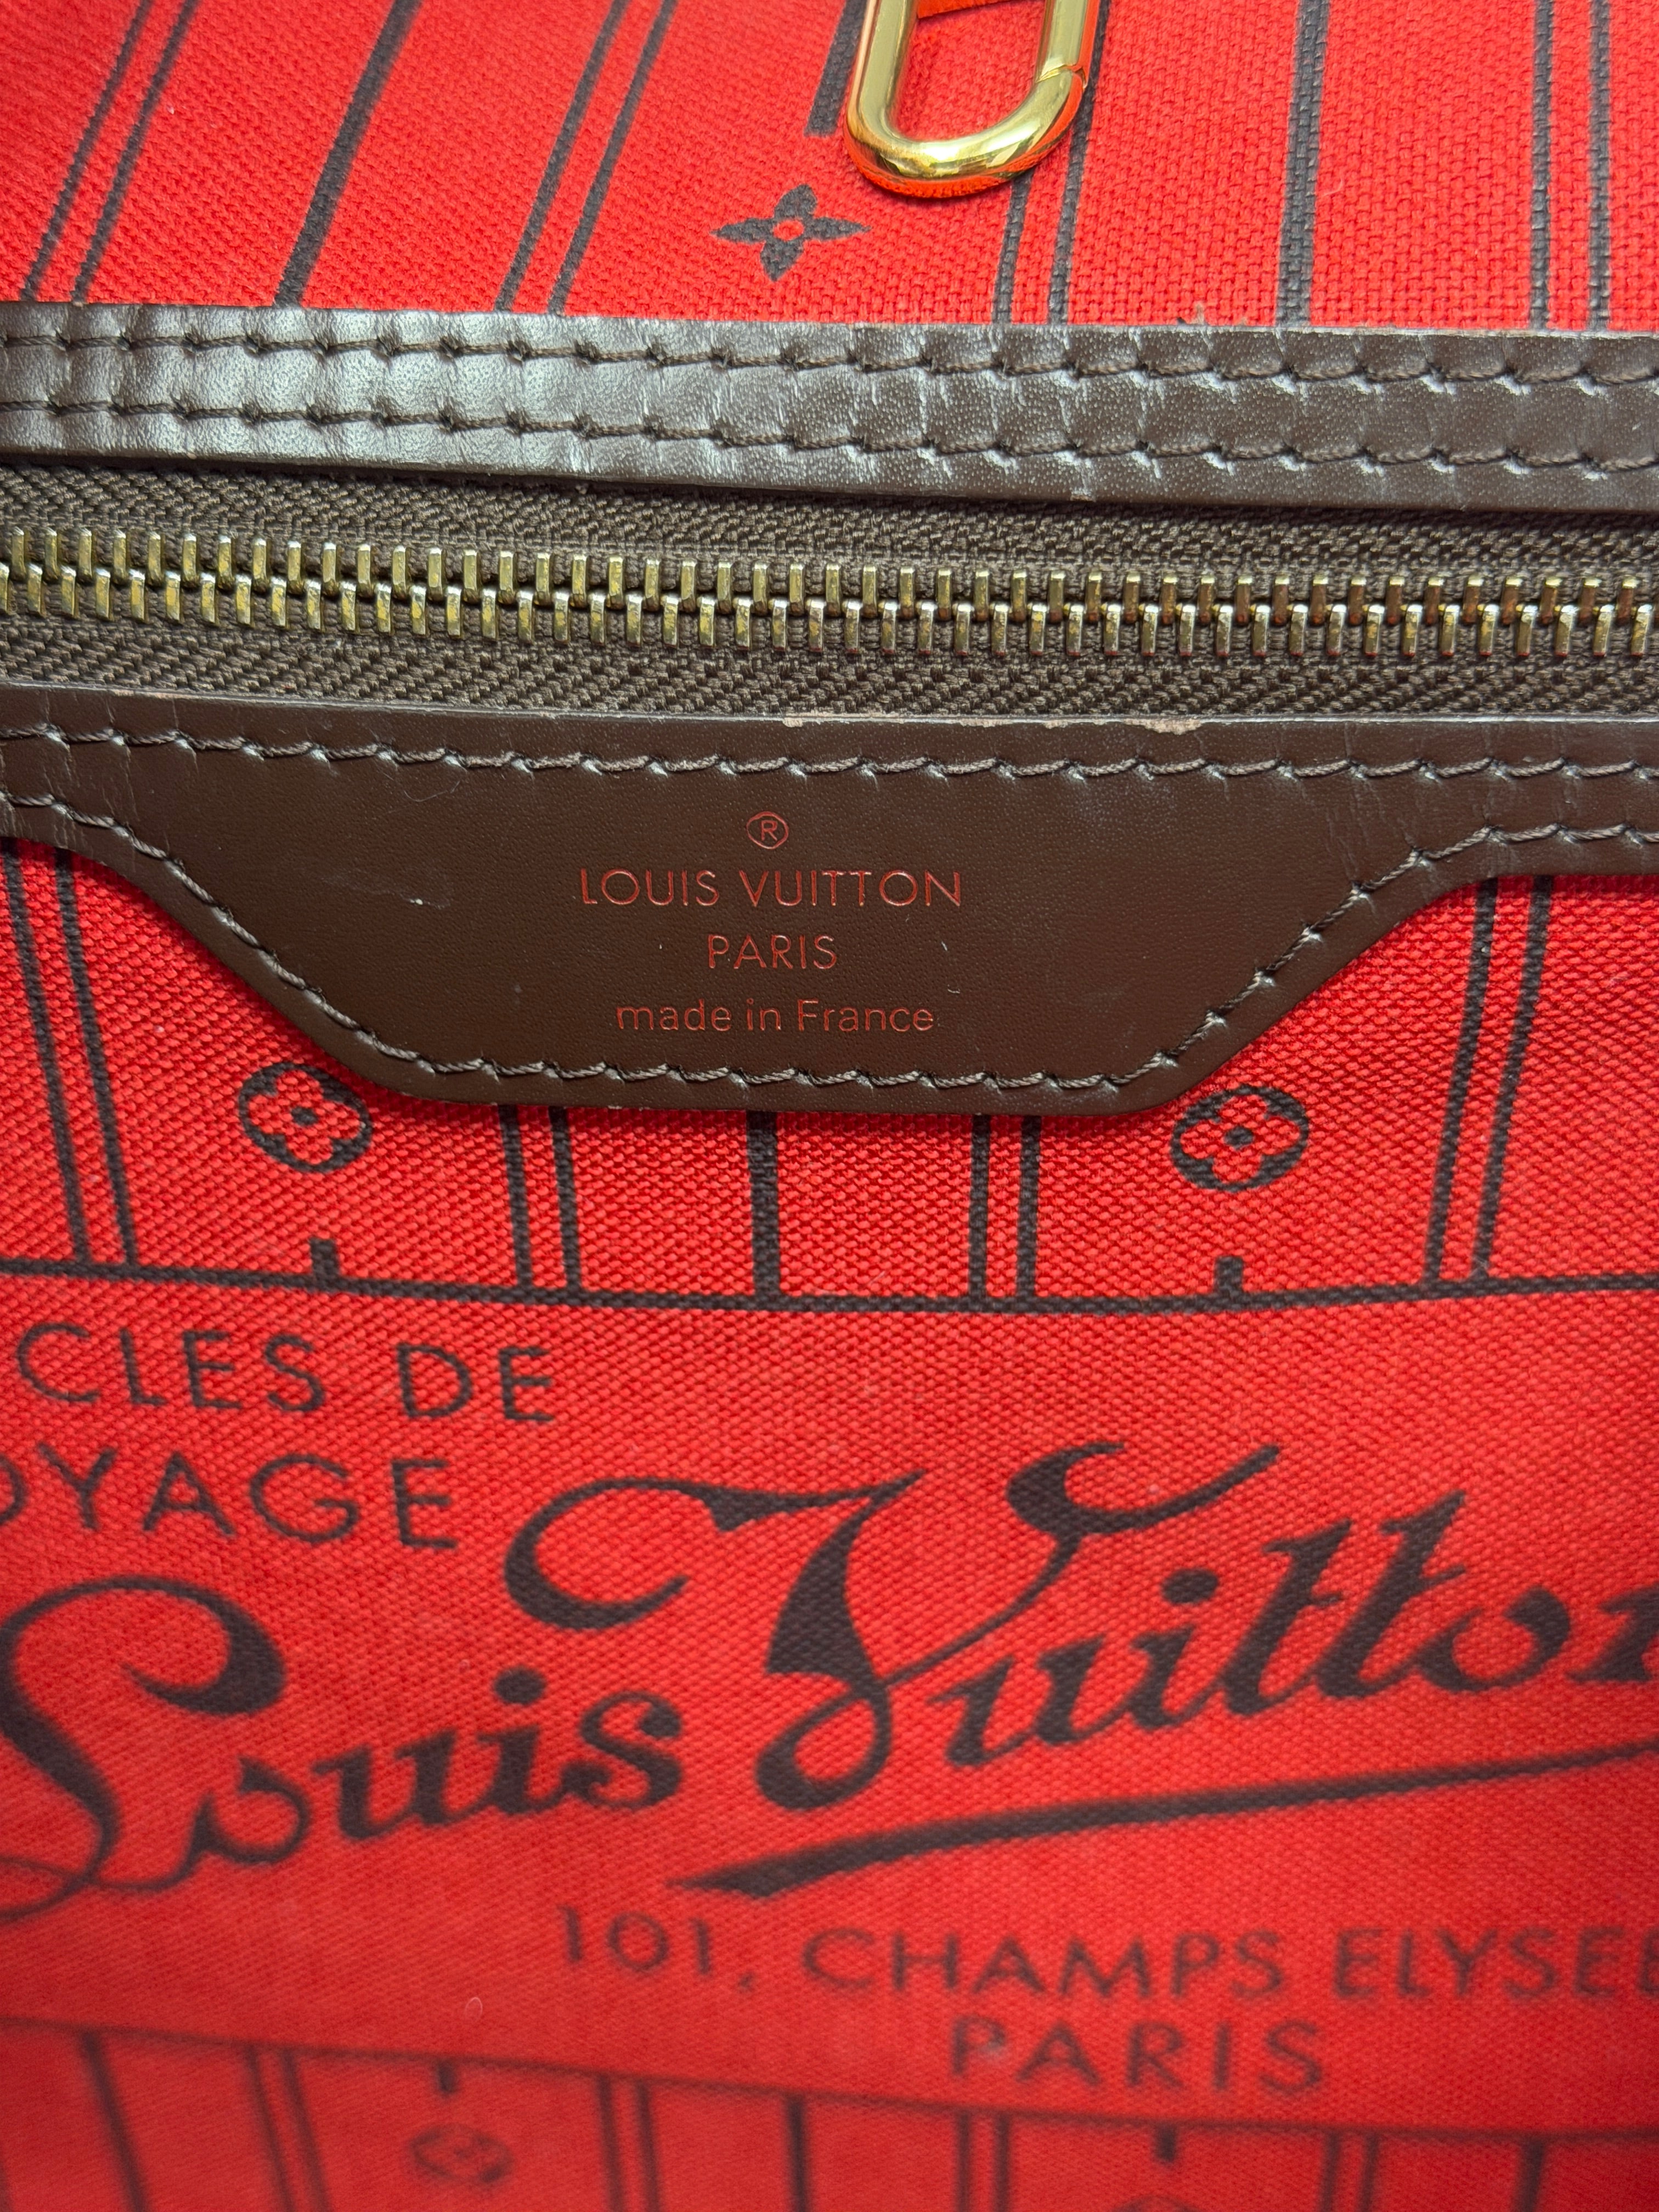 ®
LOUIS VUITTON
PARIS
made in France
CLES DE
OYAGE
Louis Vuitton
101, CHAMPS ELYSEE
PARIS